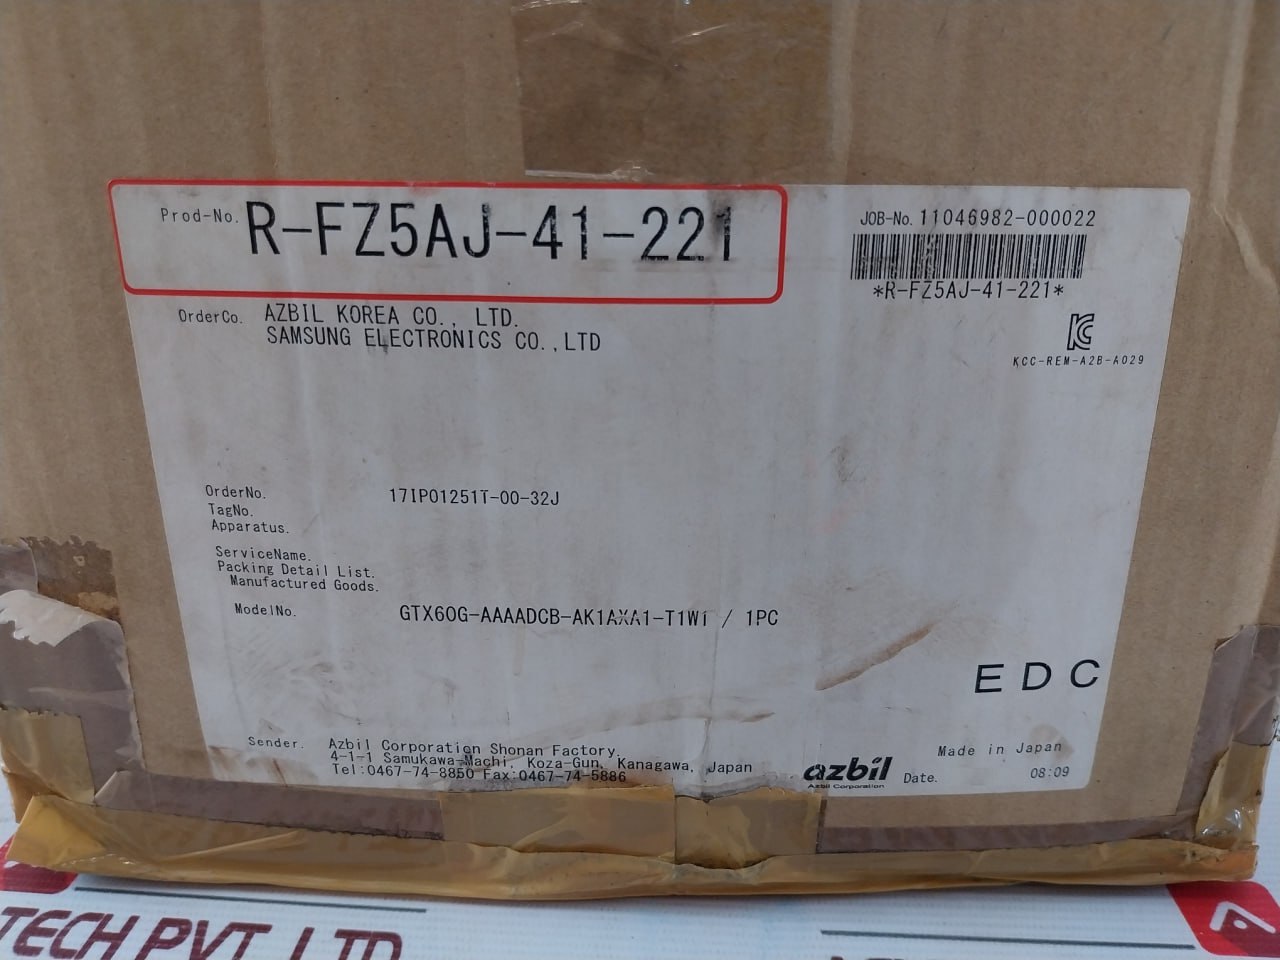 Prod-No. R-FZ5AJ-41-221
JOB-No. 11046982-000022
*R-FZ5AJ-41-221*
OrderCo. AZBIL KOREA CO., LTD.
SAMSUNG ELECTRONICS CO.,LTD
KC
KCC-REM-A2B-A029
OrderNo. 17IP01251T-00-32J
TagNo.
Apparatus.
ServiceName.
Packing Detail List.
Manufactured Goods.
ModelNo. GTX60G-AAAADCB-AK1AXA1-T1W1 / 1PC
EDC
Sender. Azbil Corporation Shonan Factory.
4-1-1 Samukawa-Machi, Koza-Gun, Kanagawa, Japan
Tel:0467-74-8850 Fax:0467-74-5886
azbil
Azbil Corporation
Made in Japan
Date. 08:09
TECH PVT. LTD